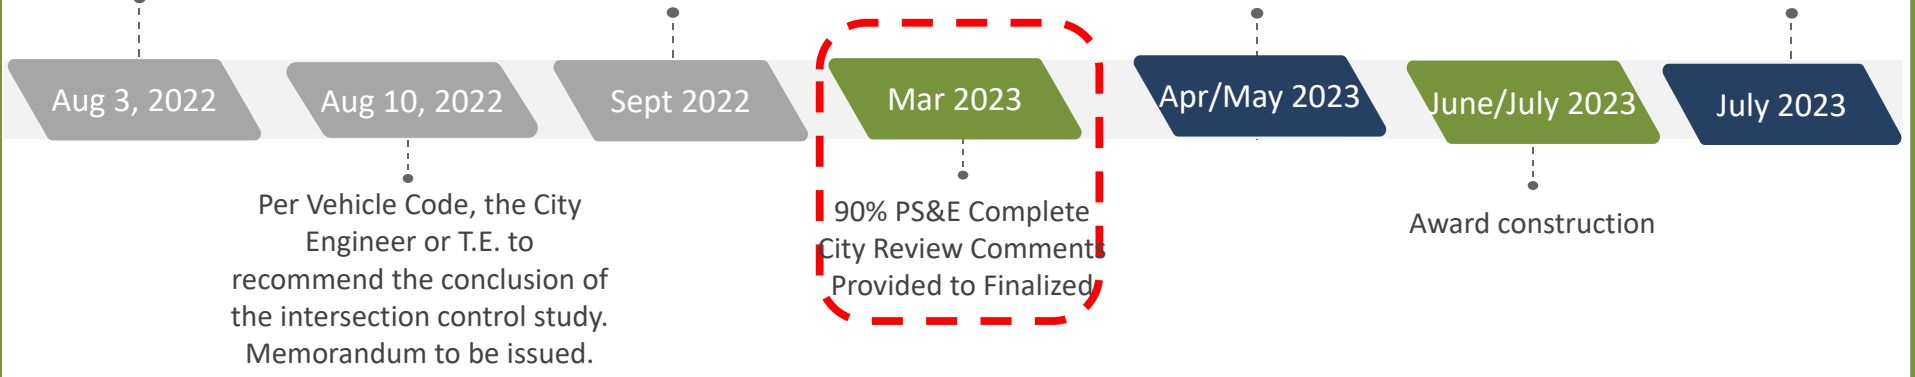 Aug 3, 2022
Aug 10, 2022
Sept 2022
Mar 2023
Apr/May 2023
June/July 2023
July 2023
Per Vehicle Code, the City
Engineer or T.E. to
recommend the conclusion of
the intersection control study.
Memorandum to be issued.
90% PS&E Complete
City Review Comments
Provided to Finalized
Award construction